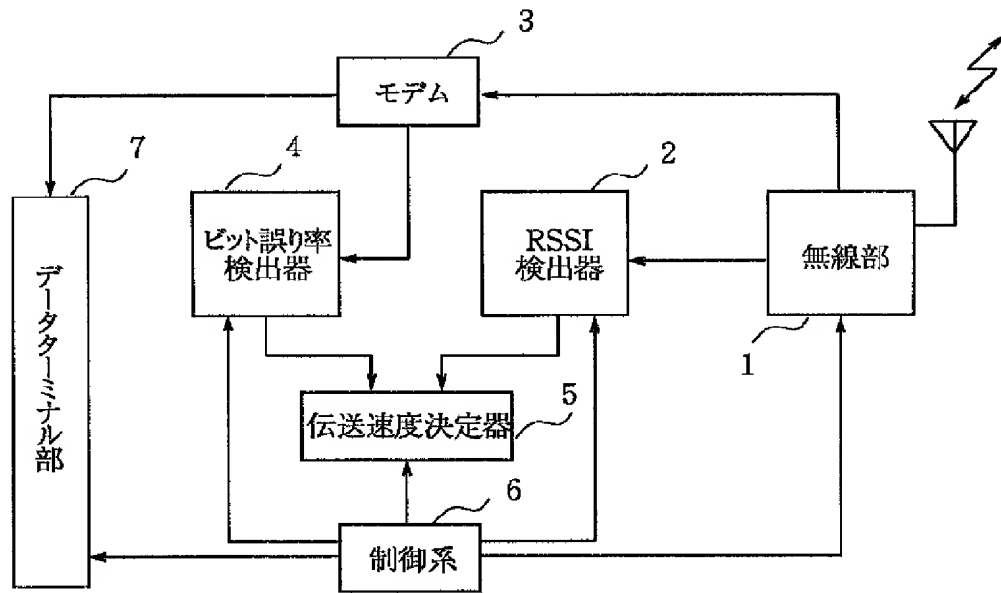 3
モデム
7
4
2
ビット誤り率
検出器
RSSI
検出器
無線部
1
データターミナル部
5
伝送速度決定器
6
制御系